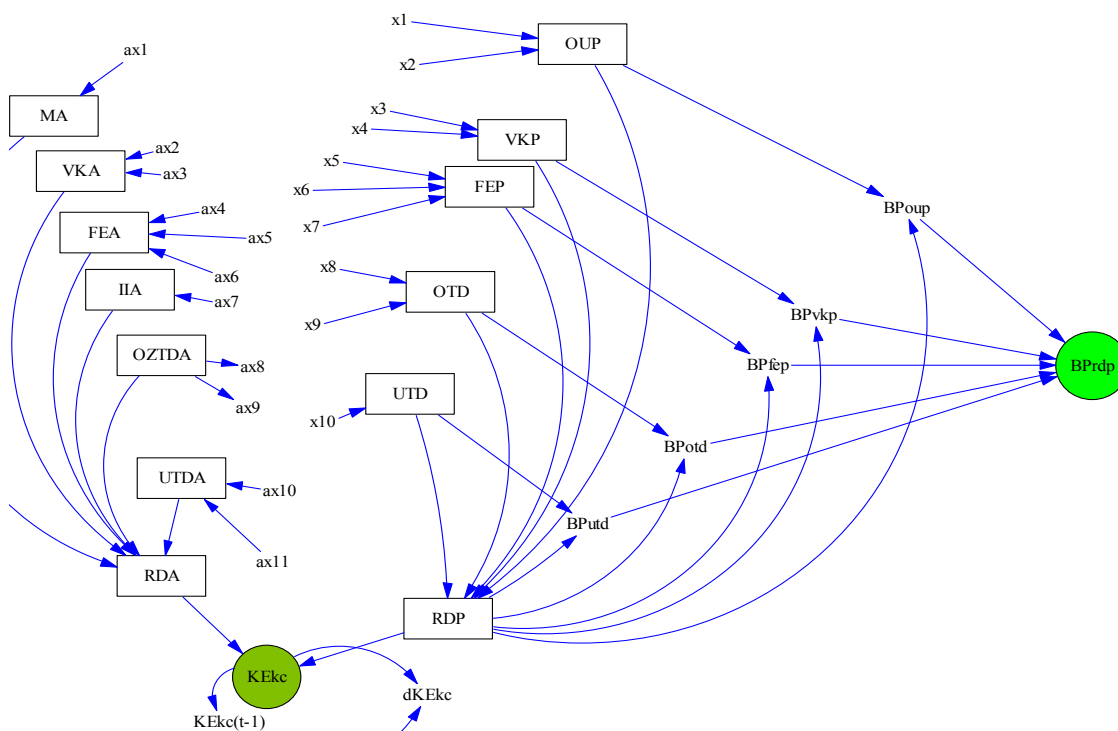 x1
OUP
x2
ax1
MA
x3
x4
VKP
ax2
VKA
ax3
x5
FEP
x6
x7
ax4
FEA
ax5
ax6
BPoup
x8
IIA
ax7
OTD
x9
BPvkp
OZTDA
ax8
BPfep
BPrdp
ax9
UTD
x10
BPotd
UTDA
ax10
BPutd
ax11
RDA
RDP
KEkc
dKEkc
KEkc(t-1)